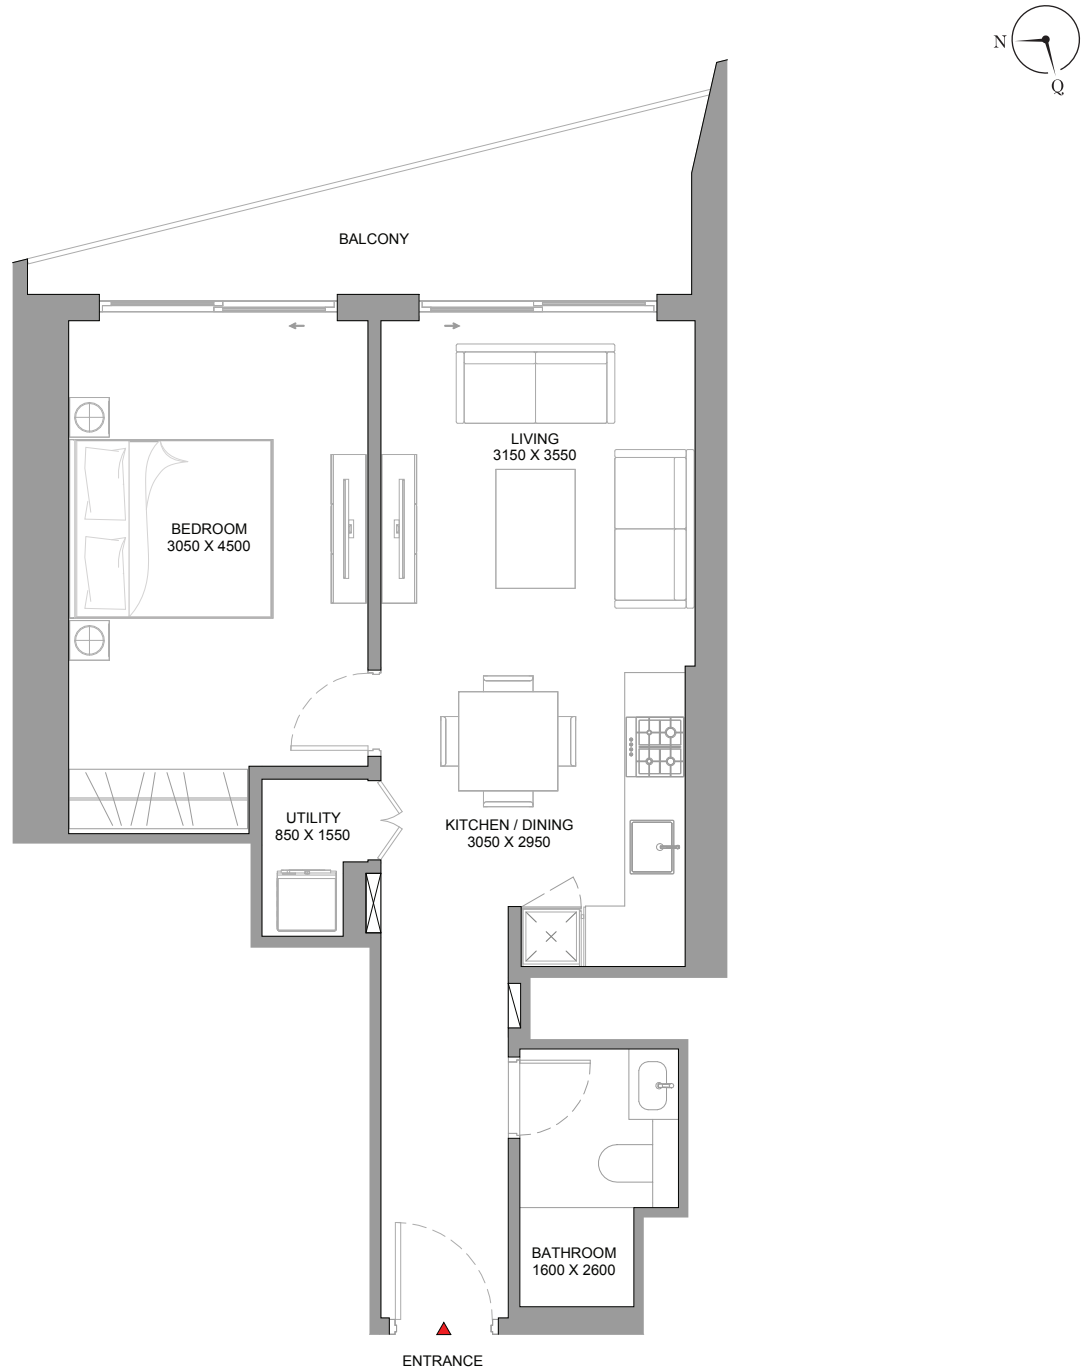 N
Q
BALCONY
LIVING
3150 X 3550
BEDROOM
3050 X 4500
UTILITY
850 X 1550
KITCHEN / DINING
3050 X 2950
BATHROOM
1600 X 2600
ENTRANCE